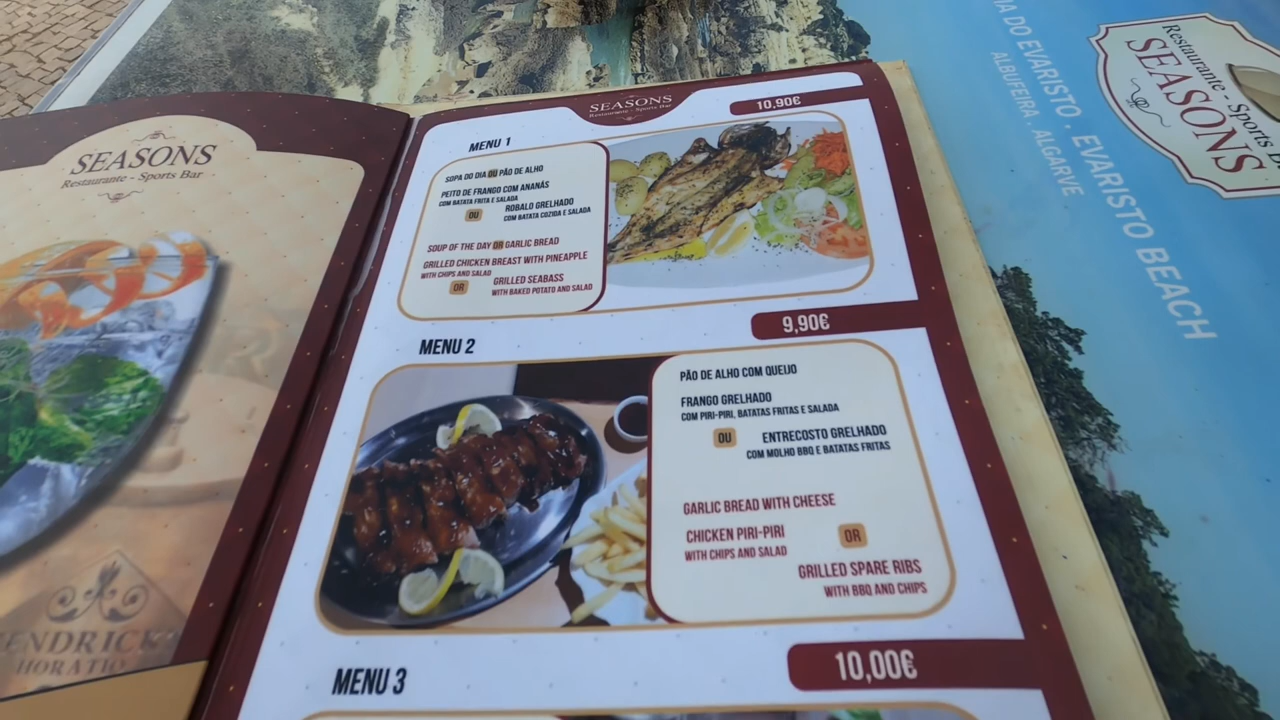 SEASONS
Restaurante - Sports Bar
HORATIO
SEASONS
Restaurante - Sports Bar
MENU 1
10,90€
SOPA DO DIA OU PÃO DE ALHO
PEITO DE FRANGO COM ANANÁS
COM BATATA FRITA E SALADA
OU
ROBALO GRELHADO
COM BATATA COZIDA E SALADA
SOUP OF THE DAY OR GARLIC BREAD
GRILLED CHICKEN BREAST WITH PINEAPPLE
WITH CHIPS AND SALAD
OR
GRILLED SEABASS
WITH BAKED POTATO AND SALAD
MENU 2
9,90€
PÃO DE ALHO COM QUEIJO
FRANGO GRELHADO
COM PIRI-PIRI, BATATAS FRITAS E SALADA
OU
ENTRECOSTO GRELHADO
COM MOLHO BBQ E BATATAS FRITAS
GARLIC BREAD WITH CHEESE
CHICKEN PIRI-PIRI
WITH CHIPS AND SALAD
OR
GRILLED SPARE RIBS
WITH BBQ AND CHIPS
MENU 3
10,00€
DO EVARISTO . EVARISTO BEACH
ALBUFEIRA . ALGARVE
Restaurante - Sports
SEASONS